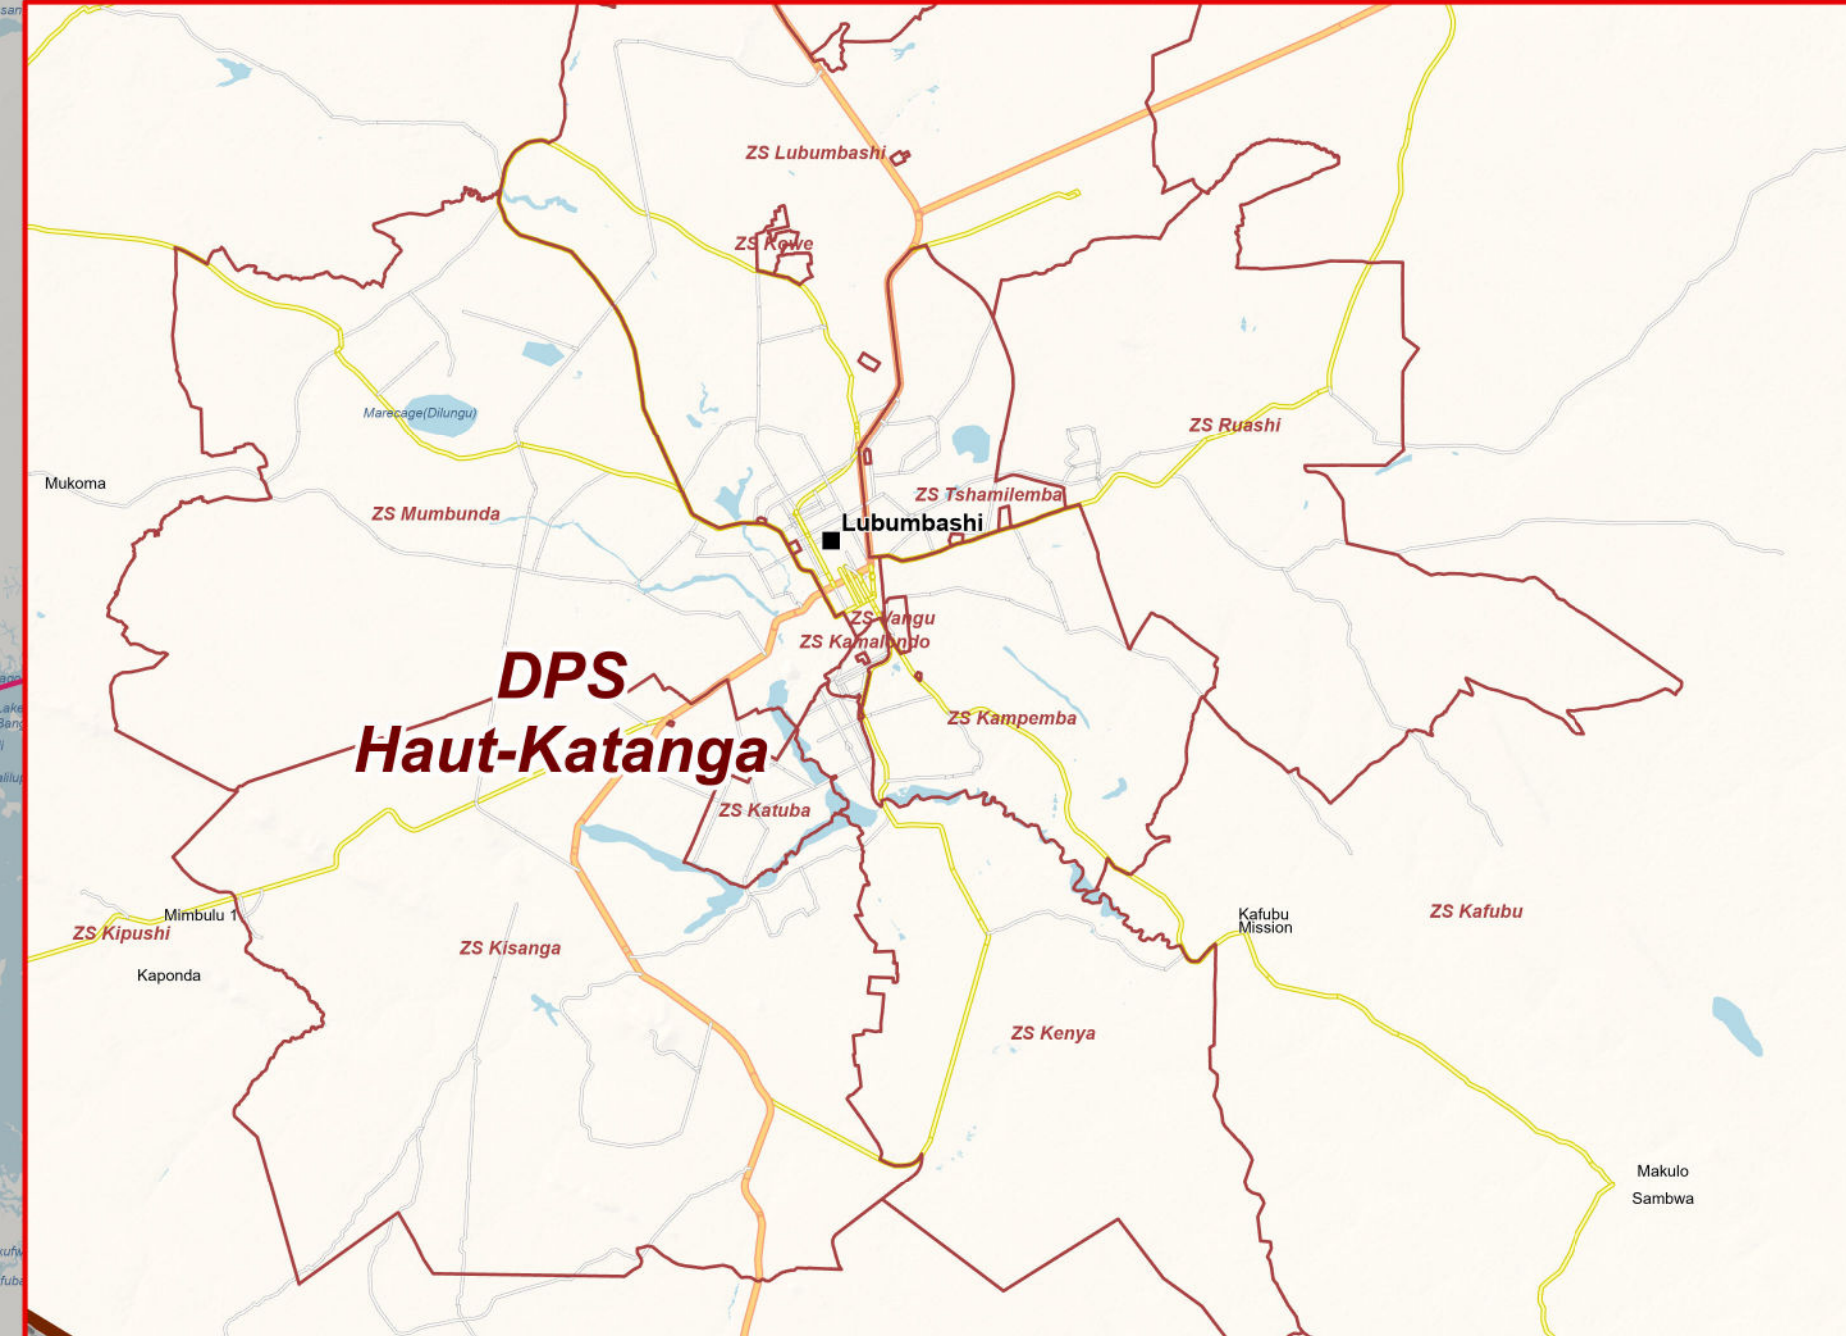 ZS Lubumbashi
ZS Kowe
Marecage(Dilungu)
ZS Ruashi
Mukoma
ZS Mumbunda
ZS Tshamilemba
Lubumbashi
ZS Vangu
ZS Kamalondo
DPS
Haut-Katanga
ZS Kampemba
ZS Katuba
Mimbulu 1
ZS Kipushi
Kafubu
Mission
ZS Kafubu
ZS Kisanga
Kaponda
ZS Kenya
Makulo
Sambwa